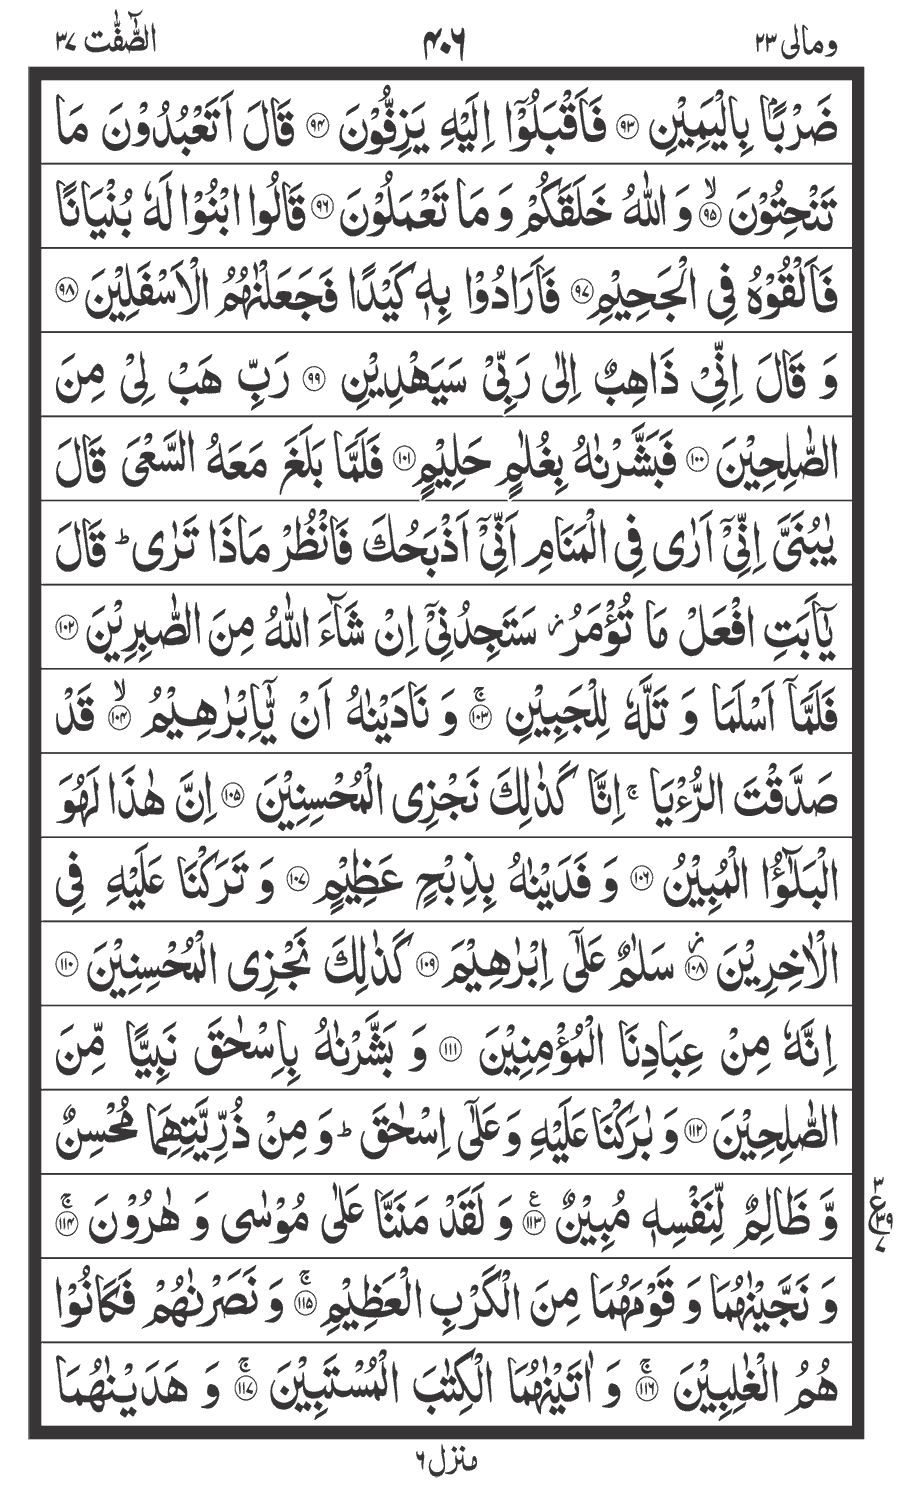 ومالی ۲۳ ۴۰۶ الصّٰٓفّٰت ۳۷
ضَرْبًۢا بِالْیَمِیْنِ ۹۳ فَاَقْبَلُوْۤا اِلَیْهِ یَزِفُّوْنَ ۹۴ قَالَ اَتَعْبُدُوْنَ مَا
تَنْحِتُوْنَ ۙ۹۵ وَ اللّٰهُ خَلَقَكُمْ وَ مَا تَعْمَلُوْنَ ۹۶ قَالُوا ابْنُوْا لَهٗ بُنْیَانًا
فَاَلْقُوْهُ فِی الْجَحِیْمِ ۹۷ فَاَرَادُوْا بِهٖ كَیْدًا فَجَعَلْنٰهُمُ الْاَسْفَلِیْنَ ۹۸
وَ قَالَ اِنِّیْ ذَاهِبٌ اِلٰی رَبِّیْ سَیَهْدِیْنِ ۹۹ رَبِّ هَبْ لِیْ مِنَ
الصّٰلِحِیْنَ ۱۰۰ فَبَشَّرْنٰهُ بِغُلٰمٍ حَلِیْمٍ ۱۰۱ فَلَمَّا بَلَغَ مَعَهُ السَّعْیَ قَالَ
یٰبُنَیَّ اِنِّیْۤ اَرٰی فِی الْمَنَامِ اَنِّیْۤ اَذْبَحُكَ فَانْظُرْ مَاذَا تَرٰی ؕ قَالَ
یٰۤاَبَتِ افْعَلْ مَا تُؤْمَرُ ؗ سَتَجِدُنِیْۤ اِنْ شَآءَ اللّٰهُ مِنَ الصّٰبِرِیْنَ ۱۰۲
فَلَمَّاۤ اَسْلَمَا وَ تَلَّهٗ لِلْجَبِیْنِ ۚ۱۰۳ وَ نَادَیْنٰهُ اَنْ یّٰۤاِبْرٰهِیْمُ ۙ۱۰۴ قَدْ
صَدَّقْتَ الرُّءْیَا ۚ اِنَّا كَذٰلِكَ نَجْزِی الْمُحْسِنِیْنَ ۱۰۵ اِنَّ هٰذَا لَهُوَ
الْبَلٰٓؤُا الْمُبِیْنُ ۱۰۶ وَ فَدَیْنٰهُ بِذِبْحٍ عَظِیْمٍ ۱۰۷ وَ تَرَكْنَا عَلَیْهِ فِی
الْاٰخِرِیْنَ ؗ۱۰۸ سَلٰمٌ عَلٰۤی اِبْرٰهِیْمَ ۱۰۹ كَذٰلِكَ نَجْزِی الْمُحْسِنِیْنَ ۱۱۰
اِنَّهٗ مِنْ عِبَادِنَا الْمُؤْمِنِیْنَ ۱۱۱ وَ بَشَّرْنٰهُ بِاِسْحٰقَ نَبِیًّا مِّنَ
الصّٰلِحِیْنَ ۱۱۲ وَ بٰرَكْنَا عَلَیْهِ وَ عَلٰۤی اِسْحٰقَ ؕ وَ مِنْ ذُرِّیَّتِهِمَا مُحْسِنٌ
وَّ ظَالِمٌ لِّنَفْسِهٖ مُبِیْنٌ ۱۱۳ ع وَ لَقَدْ مَنَنَّا عَلٰی مُوْسٰی وَ هٰرُوْنَ ۚ۱۱۴
۳ ع ۳۹ ۷
وَ نَجَّیْنٰهُمَا وَ قَوْمَهُمَا مِنَ الْكَرْبِ الْعَظِیْمِ ۚ۱۱۵ وَ نَصَرْنٰهُمْ فَكَانُوْا
هُمُ الْغٰلِبِیْنَ ۚ۱۱۶ وَ اٰتَیْنٰهُمَا الْكِتٰبَ الْمُسْتَبِیْنَ ۚ۱۱۷ وَ هَدَیْنٰهُمَا
منزل ۶